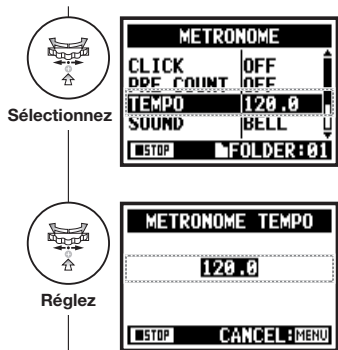 METRONOME
CLICK OFF
PRE COUNT OFF
TEMPO 120.0
SOUND BELL
STOP FOLDER:01
Sélectionnez
METRONOME TEMPO
120.0
Réglez
STOP CANCEL:MENU